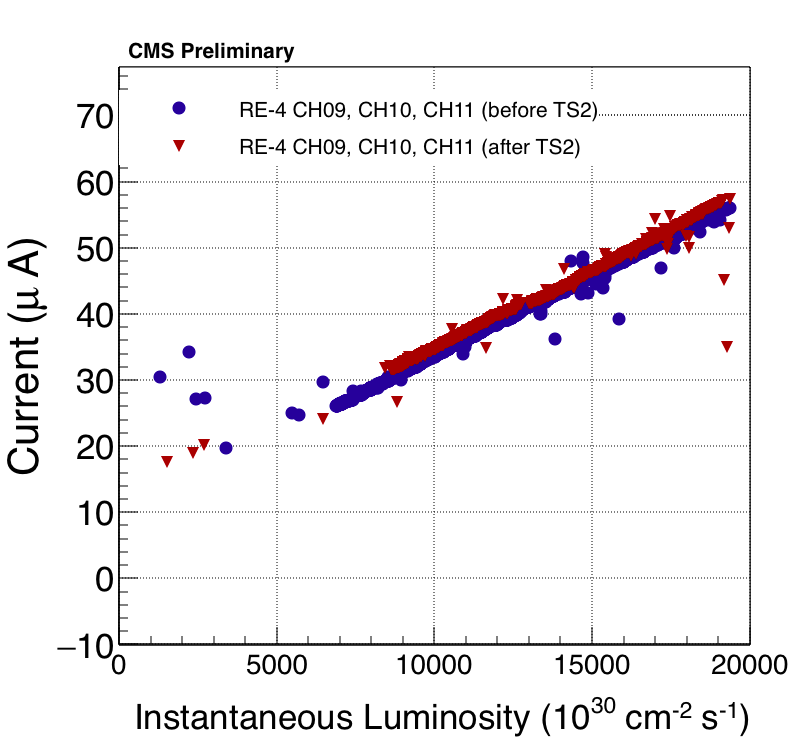 CMS Preliminary
RE-4 CH09, CH10, CH11 (before TS2)
RE-4 CH09, CH10, CH11 (after TS2)
Current (μ A)
70
60
50
40
30
20
10
0
−10
0 5000 10000 15000 20000
Instantaneous Luminosity (10³⁰ cm⁻² s⁻¹)